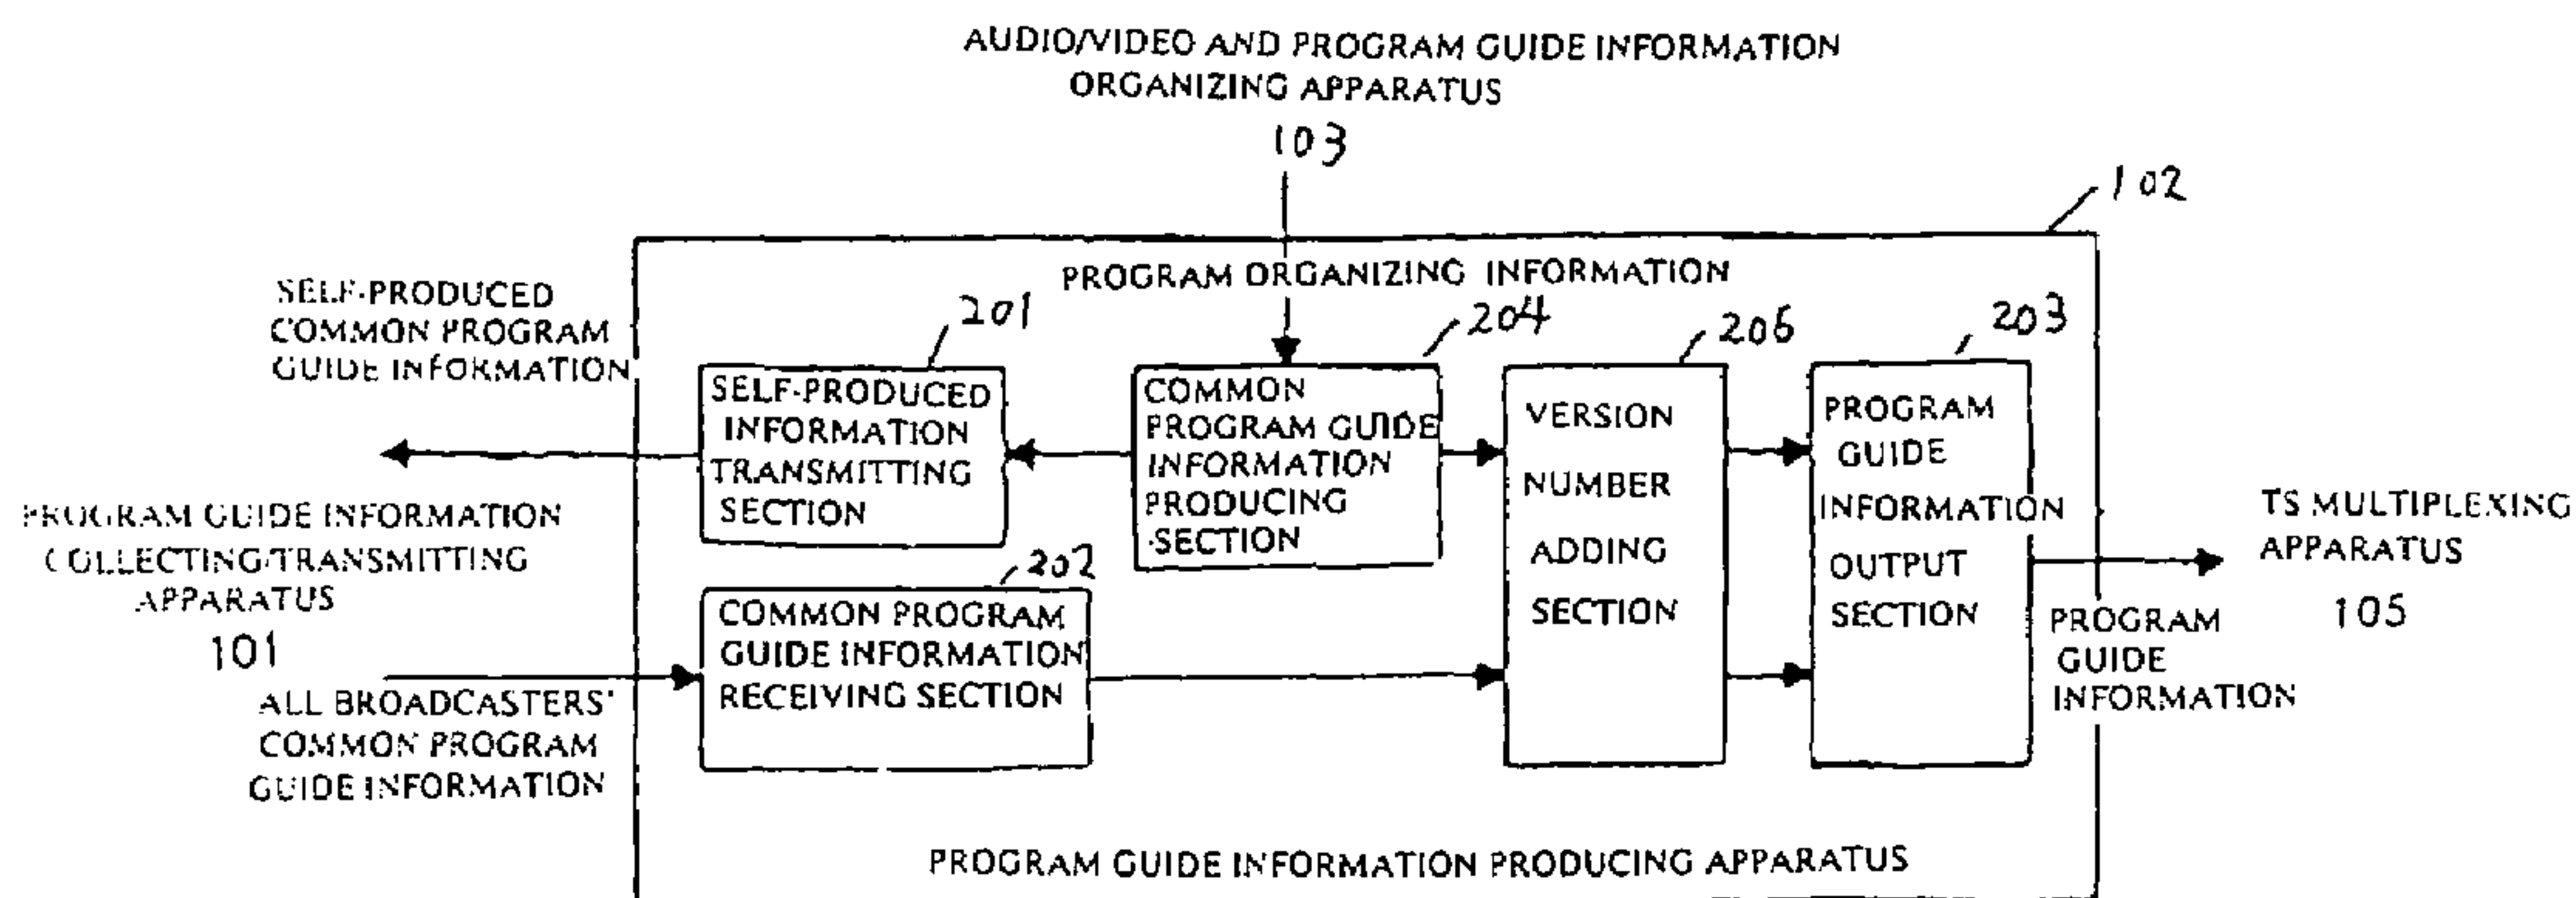 AUDIO/VIDEO AND PROGRAM GUIDE INFORMATION
ORGANIZING APPARATUS
103
102
PROGRAM ORGANIZING INFORMATION
SELF-PRODUCED
COMMON PROGRAM
GUIDE INFORMATION
201
SELF-PRODUCED
INFORMATION
TRANSMITTING
SECTION
204
COMMON
PROGRAM GUIDE
INFORMATION
PRODUCING
SECTION
206
VERSION
NUMBER
ADDING
SECTION
203
PROGRAM
GUIDE
INFORMATION
OUTPUT
SECTION
PROGRAM GUIDE INFORMATION
COLLECTING/TRANSMITTING
APPARATUS
101
ALL BROADCASTERS'
COMMON PROGRAM
GUIDE INFORMATION
202
COMMON PROGRAM
GUIDE INFORMATION
RECEIVING SECTION
TS MULTIPLEXING
APPARATUS
105
PROGRAM
GUIDE
INFORMATION
PROGRAM GUIDE INFORMATION PRODUCING APPARATUS